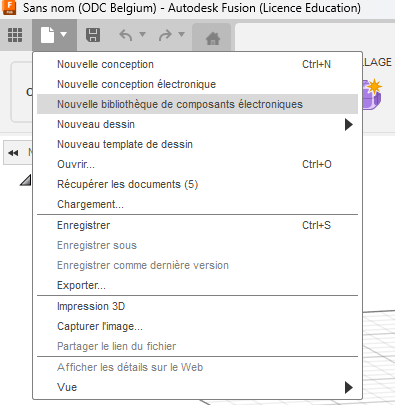 Sans nom (ODC Belgium) - Autodesk Fusion (Licence Education)
Nouvelle conception Ctrl+N
Nouvelle conception électronique
Nouvelle bibliothèque de composants électroniques
Nouveau dessin
Nouveau template de dessin
Ouvrir... Ctrl+O
Récupérer les documents (5)
Chargement...
Enregistrer Ctrl+S
Enregistrer sous
Enregistrer comme dernière version
Exporter...
Impression 3D
Capturer l'image...
Partager le lien du fichier
Afficher les détails sur le Web
Vue
LLAGE